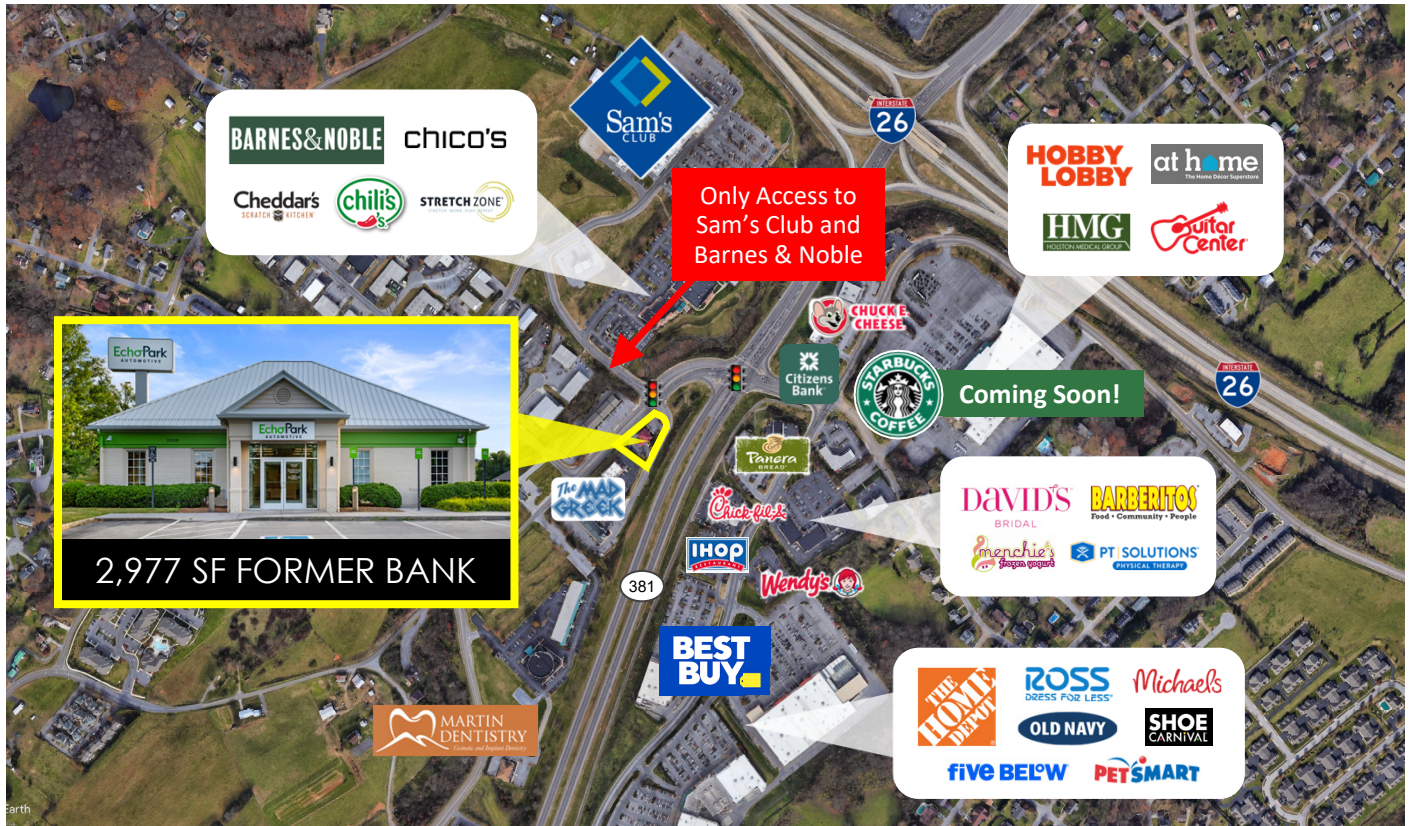 Sam's
CLUB
INTERSTATE
26
BARNES&NOBLE
chico's
Cheddar's
SCRATCH KITCHEN
chili's
STRETCH ZONE
Only Access to
Sam's Club and
Barnes & Noble
HOBBY
LOBBY
at home
The Home Décor Superstore
HMG
HOLSTON MEDICAL GROUP
Guitar
Center
CHUCK E.
CHEESE
Citizens
Bank
STARBUCKS
COFFEE
Coming Soon!
INTERSTATE
26
EchoPark
AUTOMOTIVE
EchoPark
AUTOMOTIVE
2,977 SF FORMER BANK
The MAD
GREEK
Panera
BREAD
Chick-fil-A
IHOP
RESTAURANT
Wendy's
381
BEST
BUY
DAVID'S
BRIDAL
BARBERITOS
Food • Community • People
menchie's
frozen yogurt
PT SOLUTIONS
PHYSICAL THERAPY
MARTIN
DENTISTRY
Cosmetic and Implant Dentistry
THE
HOME
DEPOT
ROSS
DRESS FOR LESS
Michaels
OLD NAVY
SHOE
CARNiVAL
fiVE BELOW
PETSMART
Earth